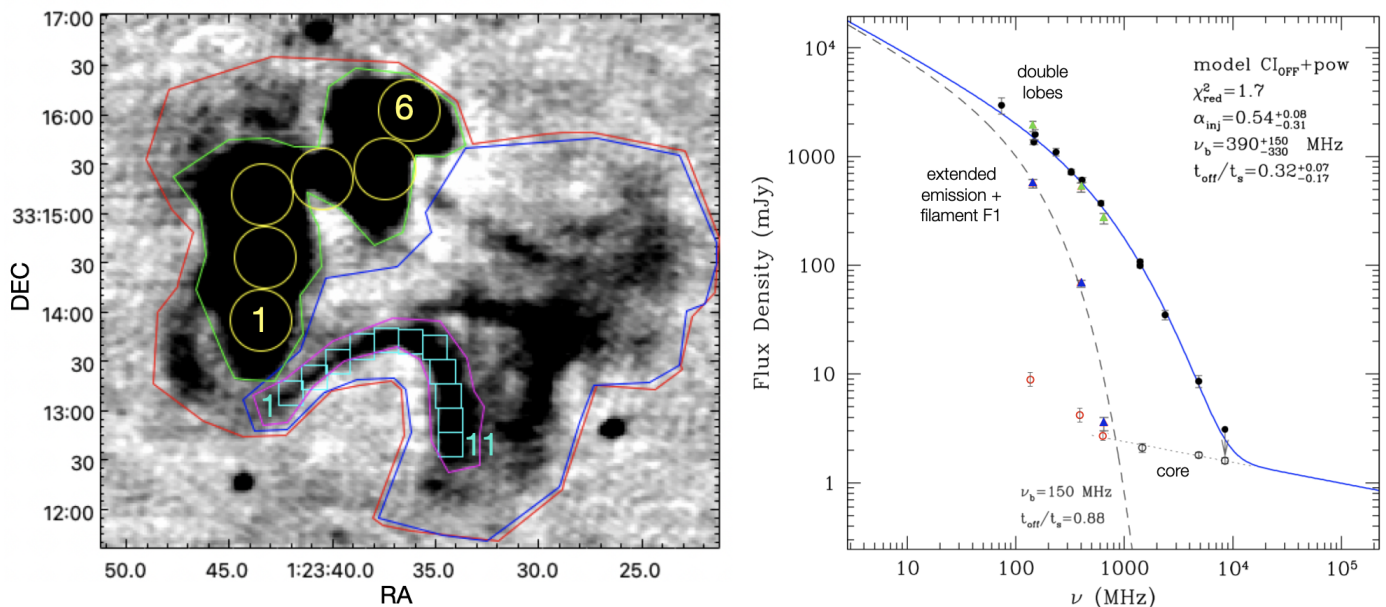 17:00
30
16:00
30
33:15:00
30
14:00
30
13:00
30
12:00
DEC
50.0
45.0
1:23:40.0
35.0
30.0
25.0
RA
6
1
1
11
10⁴
1000
100
10
1
Flux Density (mJy)
10
100
1000
10⁴
10⁵
ν (MHz)
double
lobes
extended
emission +
filament F1
model CI_OFF+pow
χ²_red=1.7
α_inj=0.54^{+0.08}_{−0.31}
ν_b=390^{+150}_{−330} MHz
t_off/t_s=0.32^{+0.07}_{−0.17}
core
ν_b=150 MHz
t_off/t_s=0.88